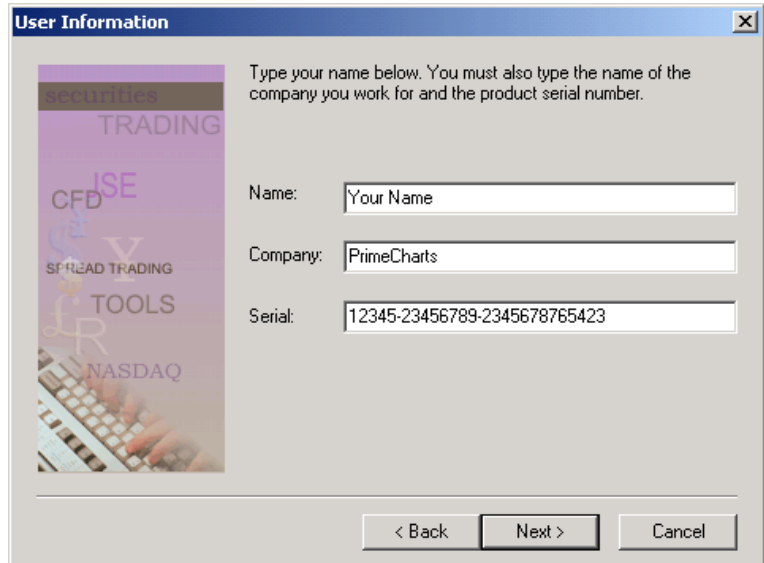 User Information
Type your name below. You must also type the name of the
company you work for and the product serial number.
securities
TRADING
JSE
CFD
$
¥
SPREAD TRADING
TOOLS
£
R
NASDAQ
Name: Your Name
Company: PrimeCharts
Serial: 12345-23456789-2345678765423
< Back Next > Cancel